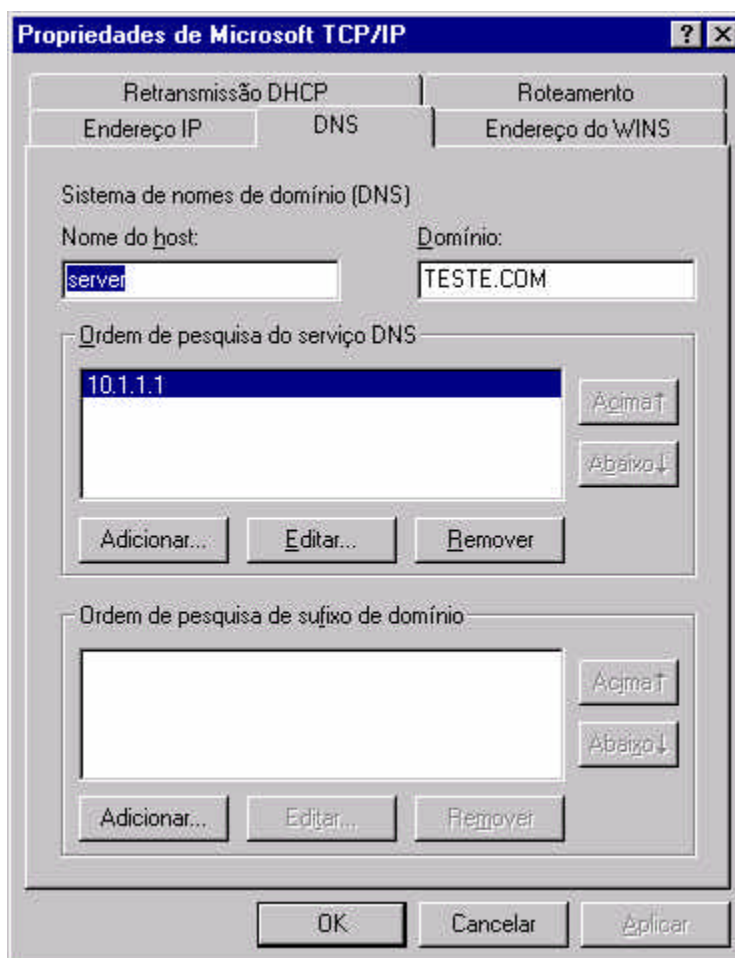 Propriedades de Microsoft TCP/IP
Retransmissão DHCP Roteamento
Endereço IP DNS Endereço do WINS
Sistema de nomes de domínio (DNS)
Nome do host: Domínio:
server TESTE.COM
Ordem de pesquisa do serviço DNS
10.1.1.1
Acima↑
Abaixo↓
Adicionar... Editar... Remover
Ordem de pesquisa de sufixo de domínio
Acima↑
Abaixo↓
Adicionar... Editar... Remover
OK Cancelar Aplicar